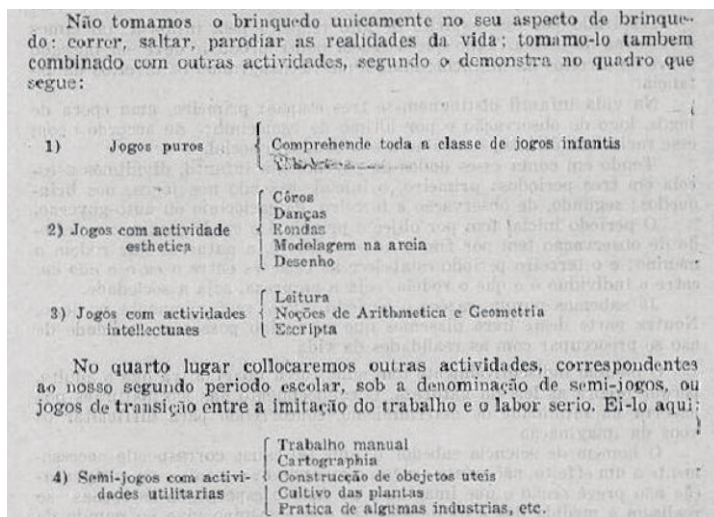 Não tomamos o brinquedo unicamente no seu aspecto de brinque-
do: correr, saltar, parodiar as realidades da vida; tomamo-lo tambem
combinado com outras actividades, segundo o demonstra no quadro que
segue:
1) Jogos puros
Comprehende toda a classe de jogos infantis
2) Jogos com actividade
esthetica
Côros
Danças
Rondas
Modelagem na areia
Desenho
3) Jogos com actividades
intellectuaes
Leitura
Noções de Arithmetica e Geometria
Escripta
No quarto lugar collocaremos outras actividades, correspondentes
ao nosso segundo periodo escolar, sob a denominação de semi-jogos, ou
jogos de transição entre a imitação do trabalho e o labor serio. Ei-lo aqui:
4) Semi-jogos com activi-
dades utilitarias
Trabalho manual
Cartographia
Construcção de obejetos uteis
Cultivo das plantas
Pratica de algumas industrias, etc.